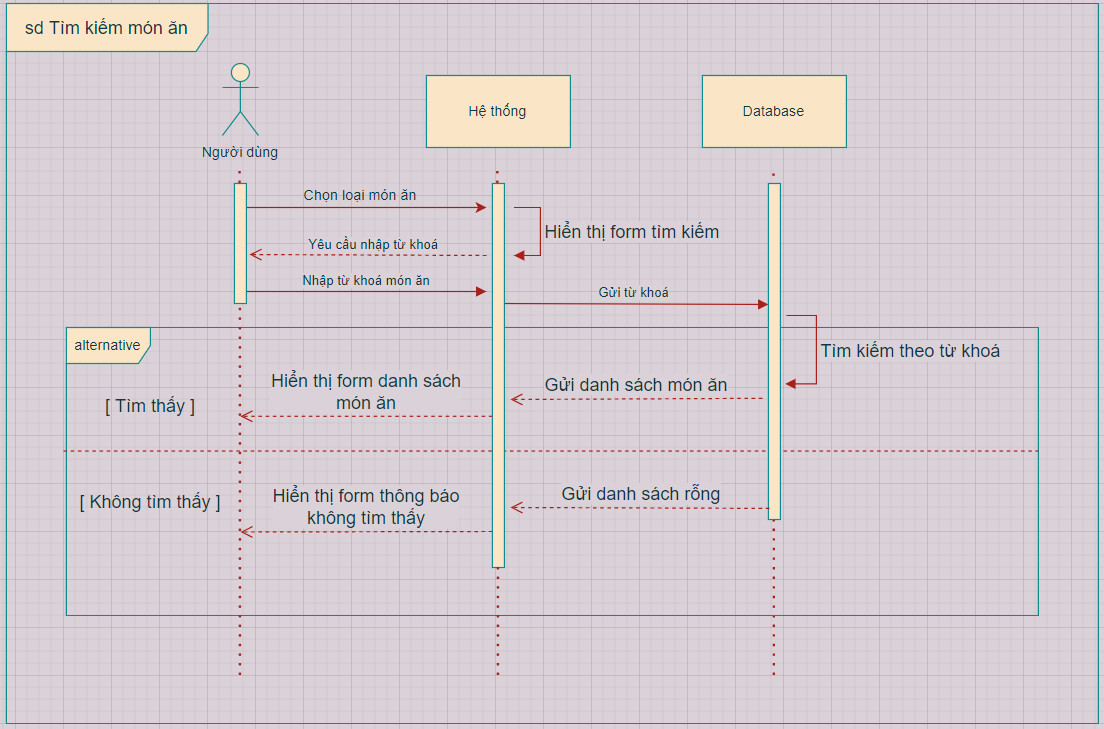 sd Tìm kiếm món ăn
Người dùng
Hệ thống
Database
Chọn loại món ăn
Hiển thị form tìm kiếm
Yêu cầu nhập từ khoá
Nhập từ khoá món ăn
Gửi từ khoá
alternative
Tìm kiếm theo từ khoá
Hiển thị form danh sách
món ăn
Gửi danh sách món ăn
[ Tìm thấy ]
Hiển thị form thông báo
không tìm thấy
Gửi danh sách rỗng
[ Không tìm thấy ]